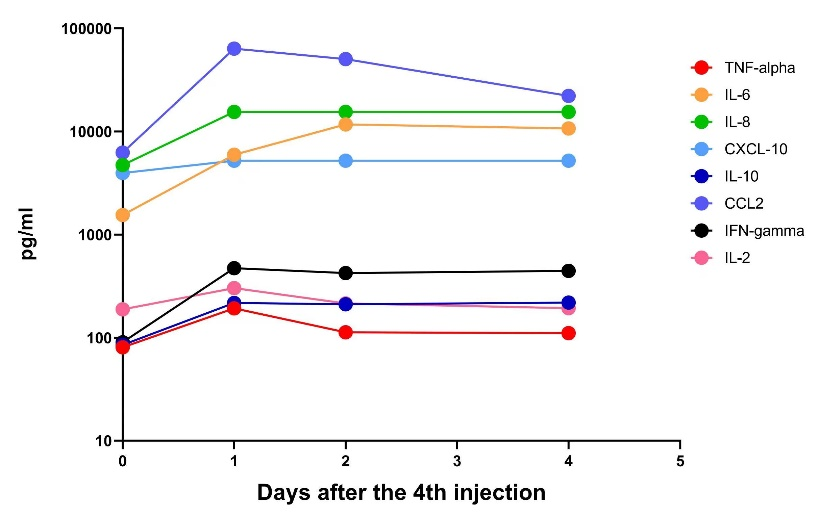 100000
10000
1000
100
10
pg/ml
0 1 2 3 4 5
Days after the 4th injection
TNF-alpha
IL-6
IL-8
CXCL-10
IL-10
CCL2
IFN-gamma
IL-2